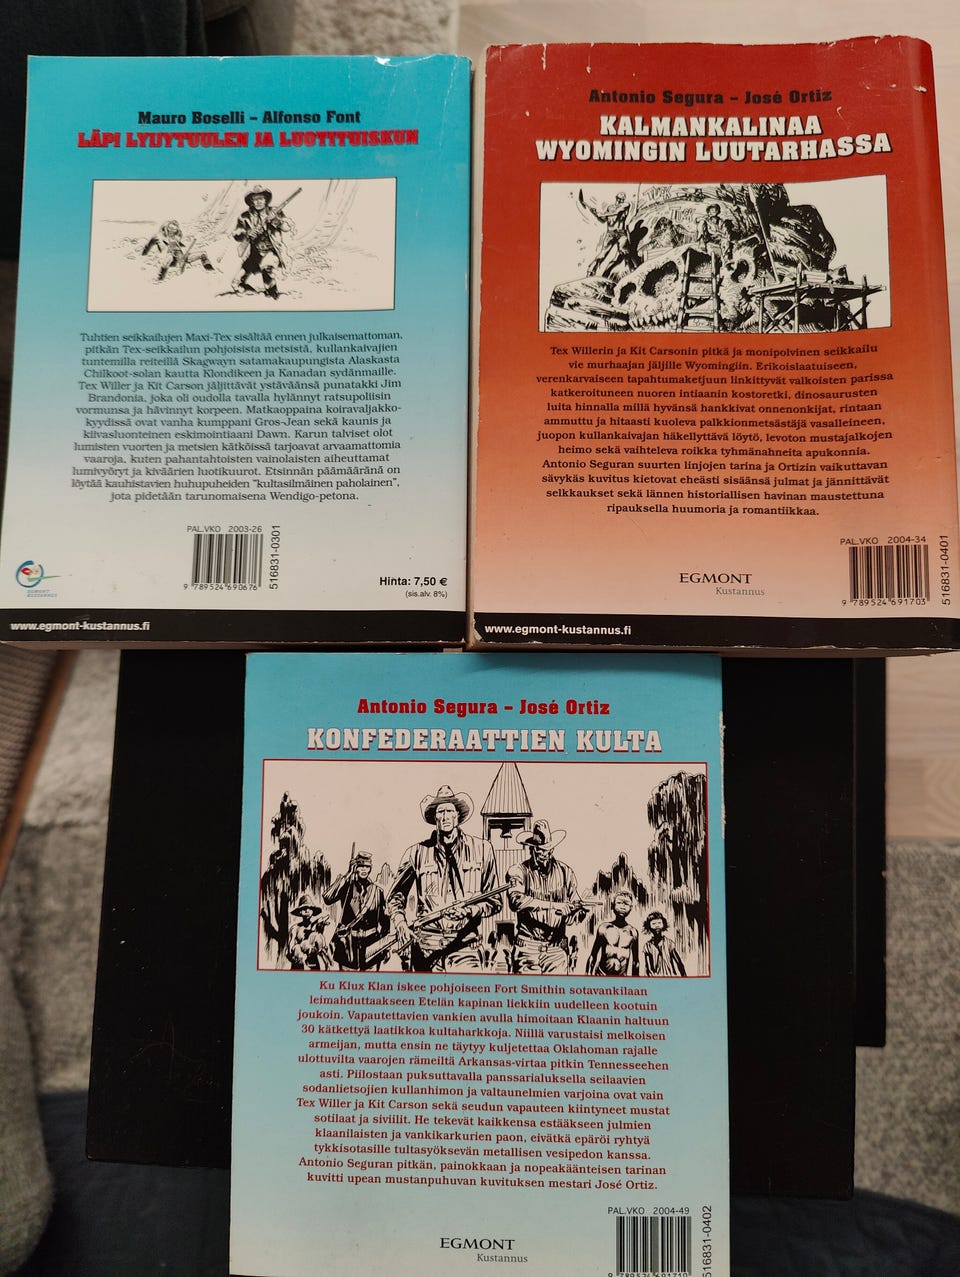 Mauro Boselli – Alfonso Font
LÄPI LYIJYTUULEN JA LUOTITUISKUN
Tuhtien seikkailujen Maxi-Tex sisältää ennen julkaisemattoman,
pitkän Tex-seikkailun pohjoisista metsistä, kullankaivajien
tuntemilla reiteillä Skagwayn satamakaupungista Alaskasta
Chilkoot-solan kautta Klondikeen ja Kanadan sydänmaille.
Tex Willer ja Kit Carson jäljittävät ystäväänsä punatakki Jim
Brandonia, joka oli oudolla tavalla hylännyt ratsupoliisin
vormunsa ja hävinnyt korpeen. Matkaoppaina koiravaljakko-
kyydissä ovat vanha kumppani Gros-Jean sekä kaunis ja
kiivasluonteinen eskimointiaani Dawn. Karun talviset olot
lumisten vuorten ja metsien kätköissä tarjoavat arvaamattomia
vaaroja, kuten pahantahtoisten vainolaisten aiheuttamat
lumivyöryt ja kiväärien luotikuurot. Etsinnän päämääränä on
löytää kauhistavien huhupuheiden "kultasilmäinen paholainen",
jota pidetään tarunomaisena Wendigo-petona.
PAL.VKO 2003-26
9 789524 690676
516831-0301
EGMONT
KUSTANNUS
Hinta: 7,50 €
(sis.alv. 8%)
www.egmont-kustannus.fi
Antonio Segura – José Ortiz
KALMANKALINAA
WYOMINGIN LUUTARHASSA
Tex Willerin ja Kit Carsonin pitkä ja monipolvinen seikkailu
vie murhaajan jäljille Wyomingiin. Erikoislaatuiseen,
verenkarvaiseen tapahtumaketjuun linkittyvät valkoisten parissa
katkeroituneen nuoren intiaanin kostoretki, dinosaurusten
luita hinnalla millä hyvänsä hankkivat onnenonkijat, rintaan
ammuttu ja hitaasti kuoleva palkkionmetsästäjä vasalleineen,
juopon kullankaivajan häkellyttävä löytö, levoton mustajalkojen
heimo sekä vaihteleva roikka tyhmänahneita apukonnia.
Antonio Seguran suurten linjojen tarina ja Ortizin vaikuttavan
sävykäs kuvitus kietovat eheästi sisäänsä julmat ja jännittävät
selkkaukset sekä lännen historiallisen havinan maustettuna
ripauksella huumoria ja romantiikkaa.
EGMONT
Kustannus
PAL.VKO 2004-34
9 789524 691703
516831-0401
www.egmont-kustannus.fi
Antonio Segura – José Ortiz
KONFEDERAATTIEN KULTA
Ku Klux Klan iskee pohjoiseen Fort Smithin sotavankilaan
leimahduttaakseen Etelän kapinan liekkiin uudelleen kootuin
joukoin. Vapautettavien vankien avulla himoitaan Klaanin haltuun
30 kätkettyä laatikkoa kultaharkkoja. Niillä varustaisi melkoisen
armeijan, mutta ensin ne täytyy kuljetettaa Oklahoman rajalle
ulottuvilta vaarojen rämeiltä Arkansas-virtaa pitkin Tennesseehen
asti. Piilostaan puksuttavalla panssarialuksella seilaavien
sodanlietsojien kullanhimon ja valtaunelmien varjoina ovat vain
Tex Willer ja Kit Carson sekä seudun vapauteen kiintyneet mustat
sotilaat ja siviilit. He tekevät kaikkensa estääkseen julmien
klaanilaisten ja vankikarkurien paon, eivätkä epäröi ryhtyä
tykkisotasille tultasyöksevän metallisen vesipedon kanssa.
Antonio Seguran pitkän, painokkaan ja nopeakäänteisen tarinan
kuvitti upean mustanpuhuvan kuvituksen mestari José Ortiz.
EGMONT
Kustannus
PAL.VKO 2004-49
9 789524 691710
516831-0402